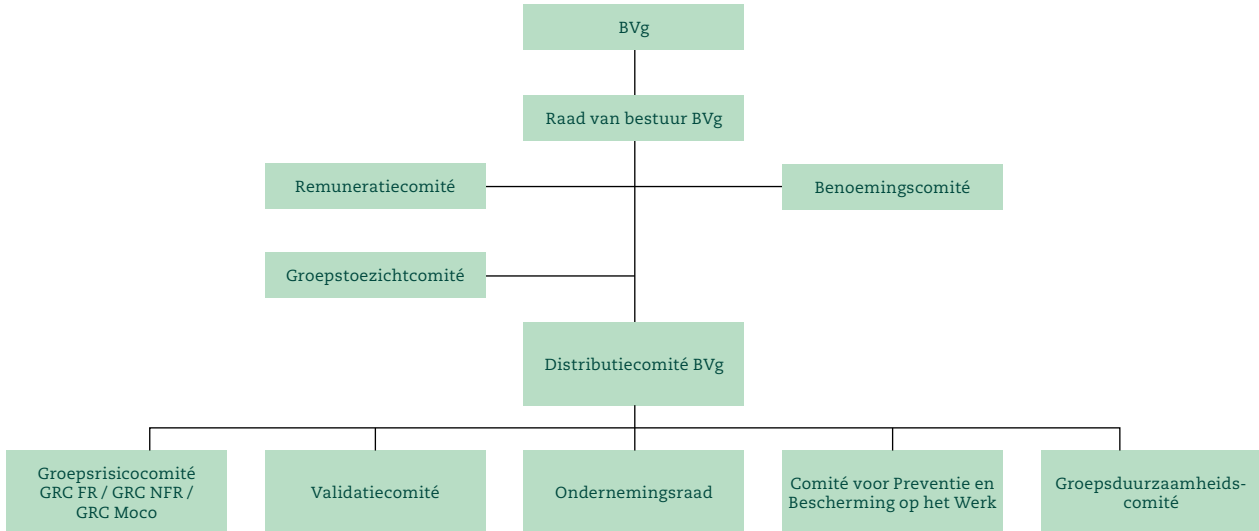 BVg
Raad van bestuur BVg
Remuneratiecomité
Benoemingscomité
Groepstoezichtcomité
Distributiecomité BVg
Groepsrisicocomité
GRC FR / GRC NFR /
GRC Moco
Validatiecomité
Ondernemingsraad
Comité voor Preventie en
Bescherming op het Werk
Groepsduurzaamheids-
comité